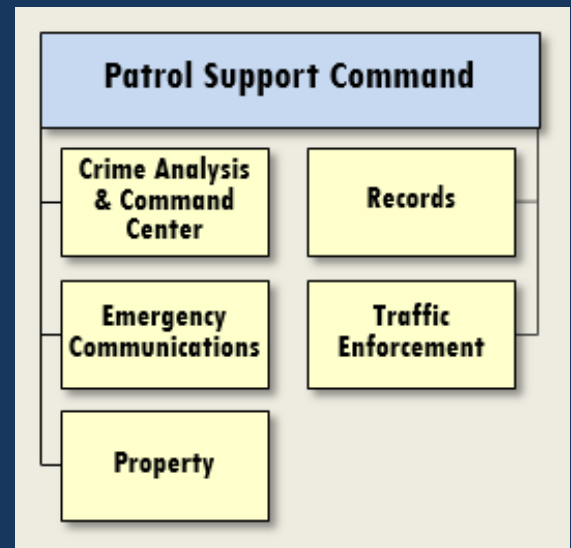 Patrol Support Command
Crime Analysis
& Command
Center
Records
Emergency
Communications
Traffic
Enforcement
Property